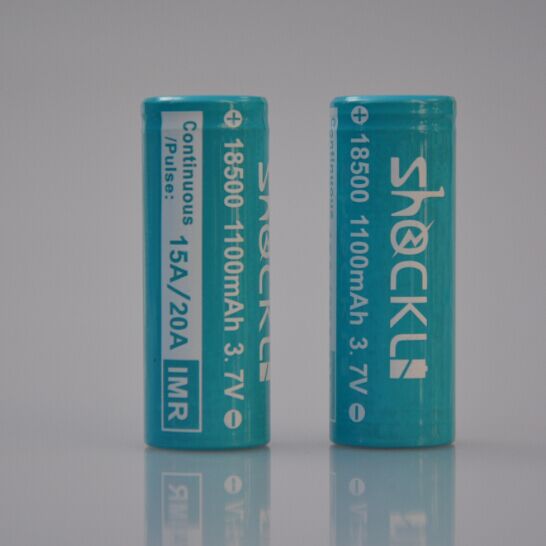 Continuous
/Pulse:
15A/20A
IMR
⊕ 18500 1100mAh 3.7V ⊖
⊕ 18500 1100mAh 3.7V ⊖
ShOCKLi